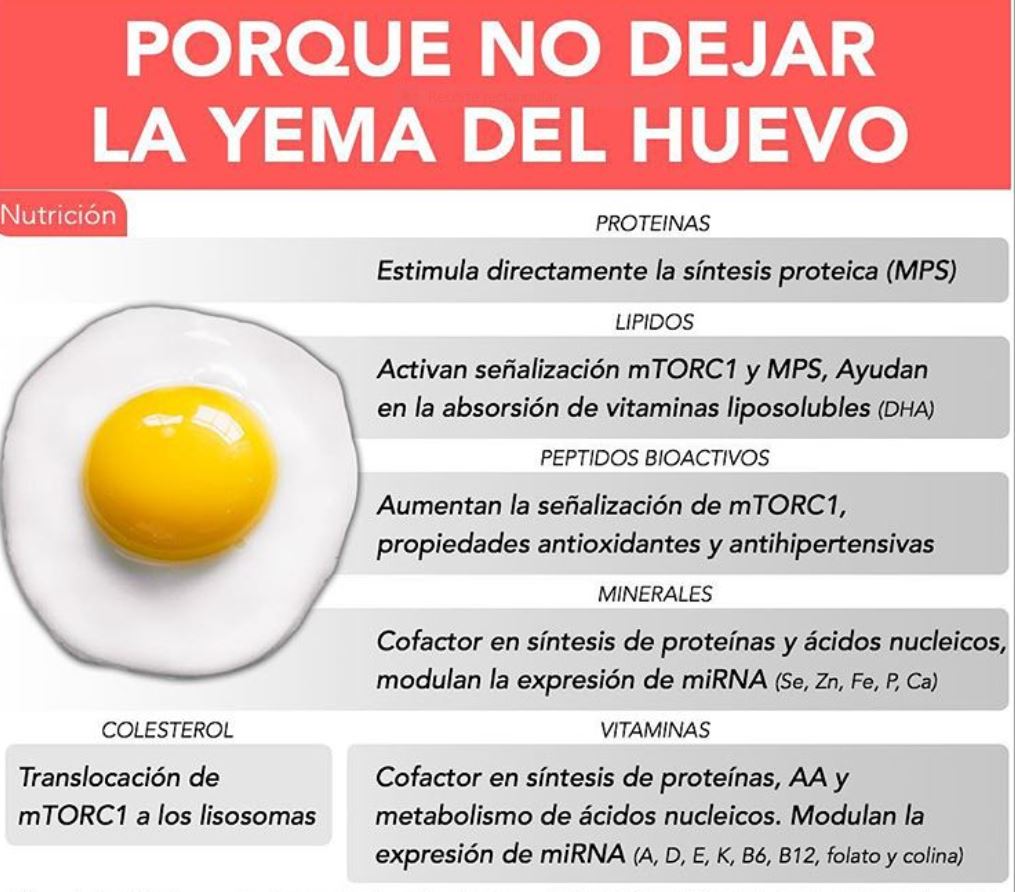 PORQUE NO DEJAR
LA YEMA DEL HUEVO
Nutrición
PROTEINAS
Estimula directamente la síntesis proteica (MPS)
LIPIDOS
Activan señalización mTORC1 y MPS, Ayudan
en la absorsión de vitaminas liposolubles (DHA)
PEPTIDOS BIOACTIVOS
Aumentan la señalización de mTORC1,
propiedades antioxidantes y antihipertensivas
MINERALES
Cofactor en síntesis de proteínas y ácidos nucleicos,
modulan la expresión de miRNA (Se, Zn, Fe, P, Ca)
COLESTEROL
Translocación de
mTORC1 a los lisosomas
VITAMINAS
Cofactor en síntesis de proteínas, AA y
metabolismo de ácidos nucleicos. Modulan la
expresión de miRNA (A, D, E, K, B6, B12, folato y colina)